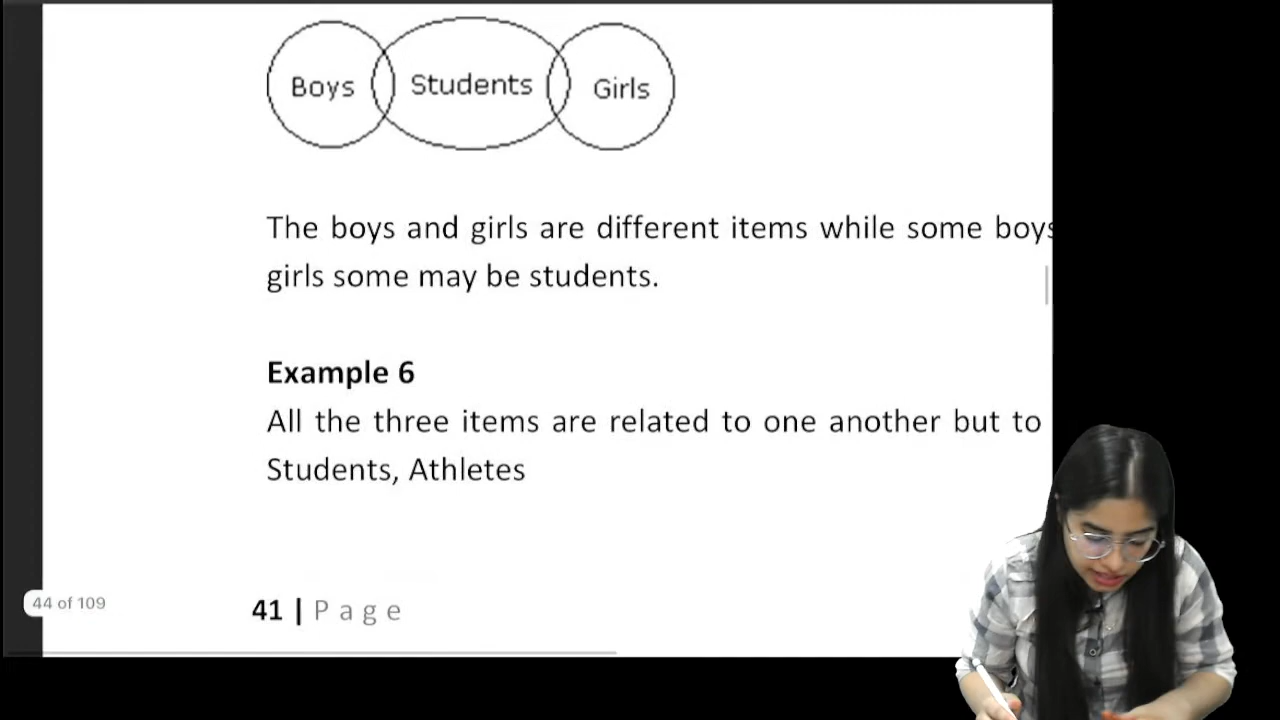 Boys Students Girls
The boys and girls are different items while some boys
girls some may be students.
Example 6
All the three items are related to one another but to
Students, Athletes
44 of 109
41 | Page